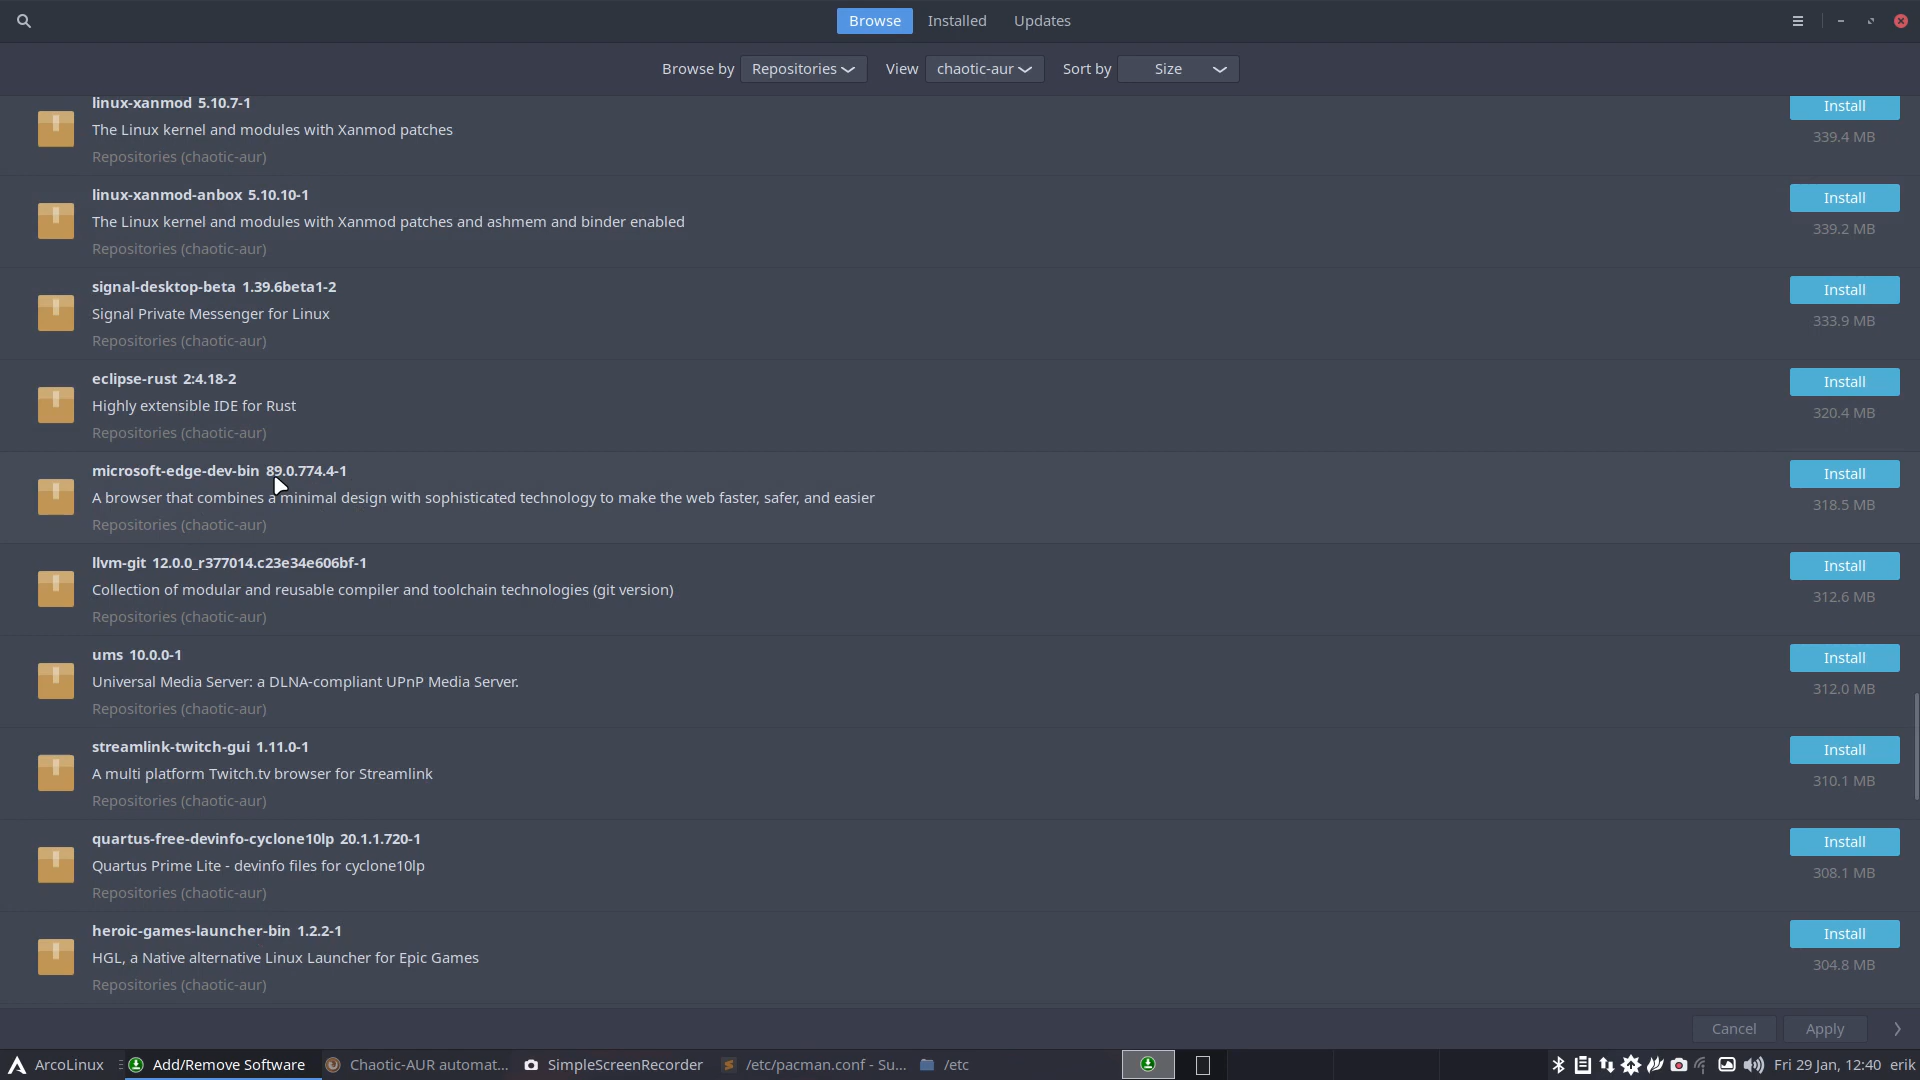 Browse Installed Updates
Browse by Repositories View chaotic-aur Sort by Size
linux-xanmod 5.10.7-1
Install
The Linux kernel and modules with Xanmod patches
339.4 MB
Repositories (chaotic-aur)
linux-xanmod-anbox 5.10.10-1
Install
The Linux kernel and modules with Xanmod patches and ashmem and binder enabled
339.2 MB
Repositories (chaotic-aur)
signal-desktop-beta 1.39.6beta1-2
Install
Signal Private Messenger for Linux
333.9 MB
Repositories (chaotic-aur)
eclipse-rust 2:4.18-2
Install
Highly extensible IDE for Rust
320.4 MB
Repositories (chaotic-aur)
microsoft-edge-dev-bin 89.0.774.4-1
Install
A browser that combines a minimal design with sophisticated technology to make the web faster, safer, and easier
318.5 MB
Repositories (chaotic-aur)
llvm-git 12.0.0_r377014.c23e34e606bf-1
Install
Collection of modular and reusable compiler and toolchain technologies (git version)
312.6 MB
Repositories (chaotic-aur)
ums 10.0.0-1
Install
Universal Media Server: a DLNA-compliant UPnP Media Server.
312.0 MB
Repositories (chaotic-aur)
streamlink-twitch-gui 1.11.0-1
Install
A multi platform Twitch.tv browser for Streamlink
310.1 MB
Repositories (chaotic-aur)
quartus-free-devinfo-cyclone10lp 20.1.1.720-1
Install
Quartus Prime Lite - devinfo files for cyclone10lp
308.1 MB
Repositories (chaotic-aur)
heroic-games-launcher-bin 1.2.2-1
Install
HGL, a Native alternative Linux Launcher for Epic Games
304.8 MB
Repositories (chaotic-aur)
Cancel Apply
ArcoLinux Add/Remove Software Chaotic-AUR automat... SimpleScreenRecorder /etc/pacman.conf - Su... /etc Fri 29 Jan, 12:40 erik